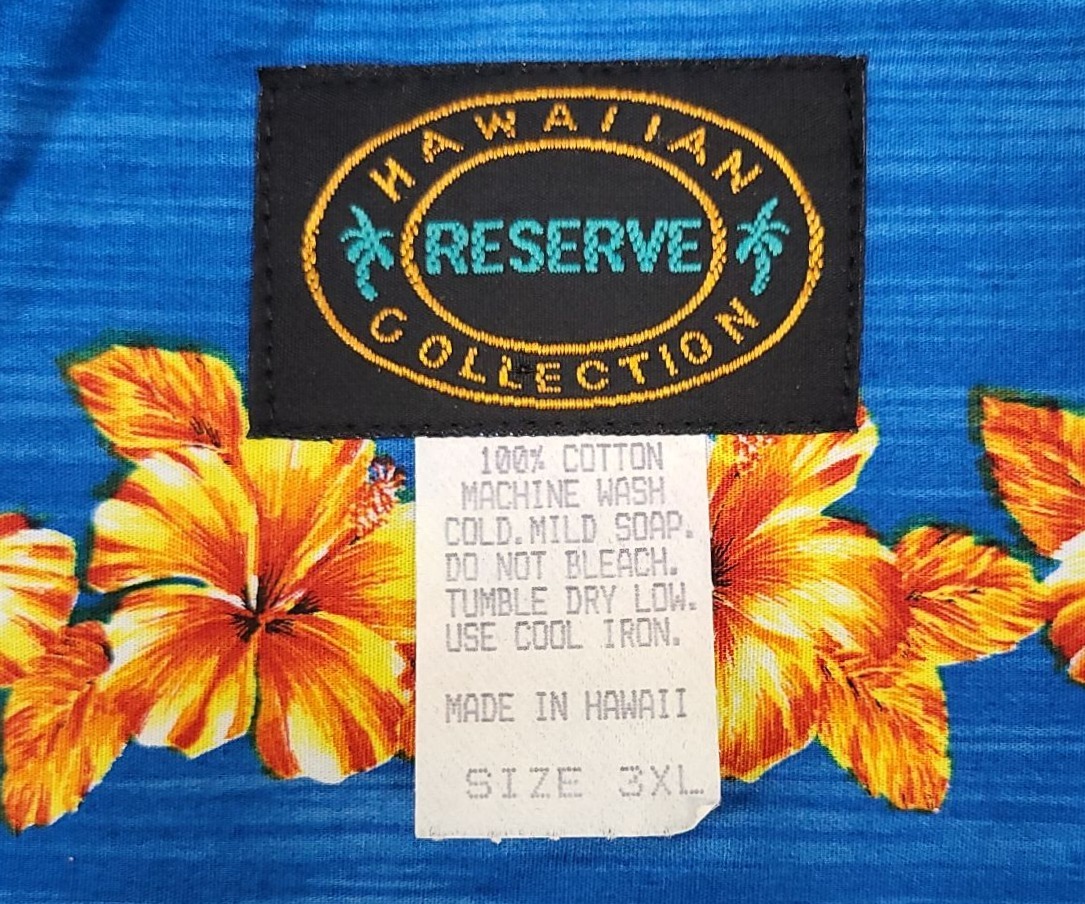 HAWAIIAN
RESERVE
COLLECTION
100% COTTON
MACHINE WASH
COLD.MILD SOAP.
DO NOT BLEACH.
TUMBLE DRY LOW.
USE COOL IRON.
MADE IN HAWAII
SIZE 3XL